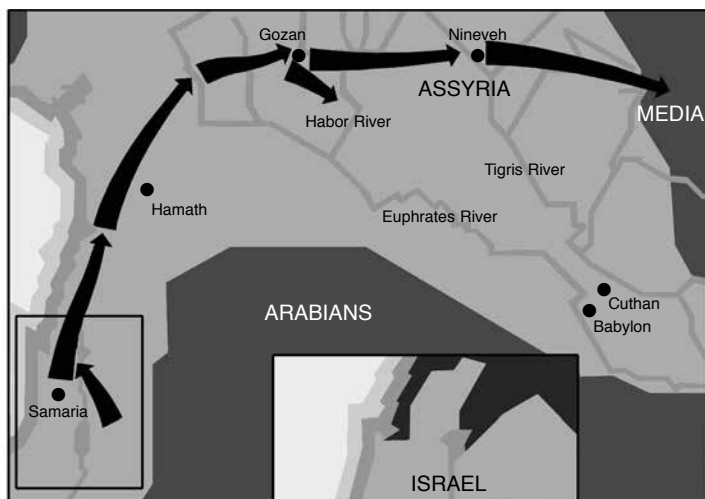 Gozan
Nineveh
ASSYRIA
MEDIA
Habor River
Tigris River
Hamath
Euphrates River
Cuthan
Babylon
ARABIANS
Samaria
ISRAEL